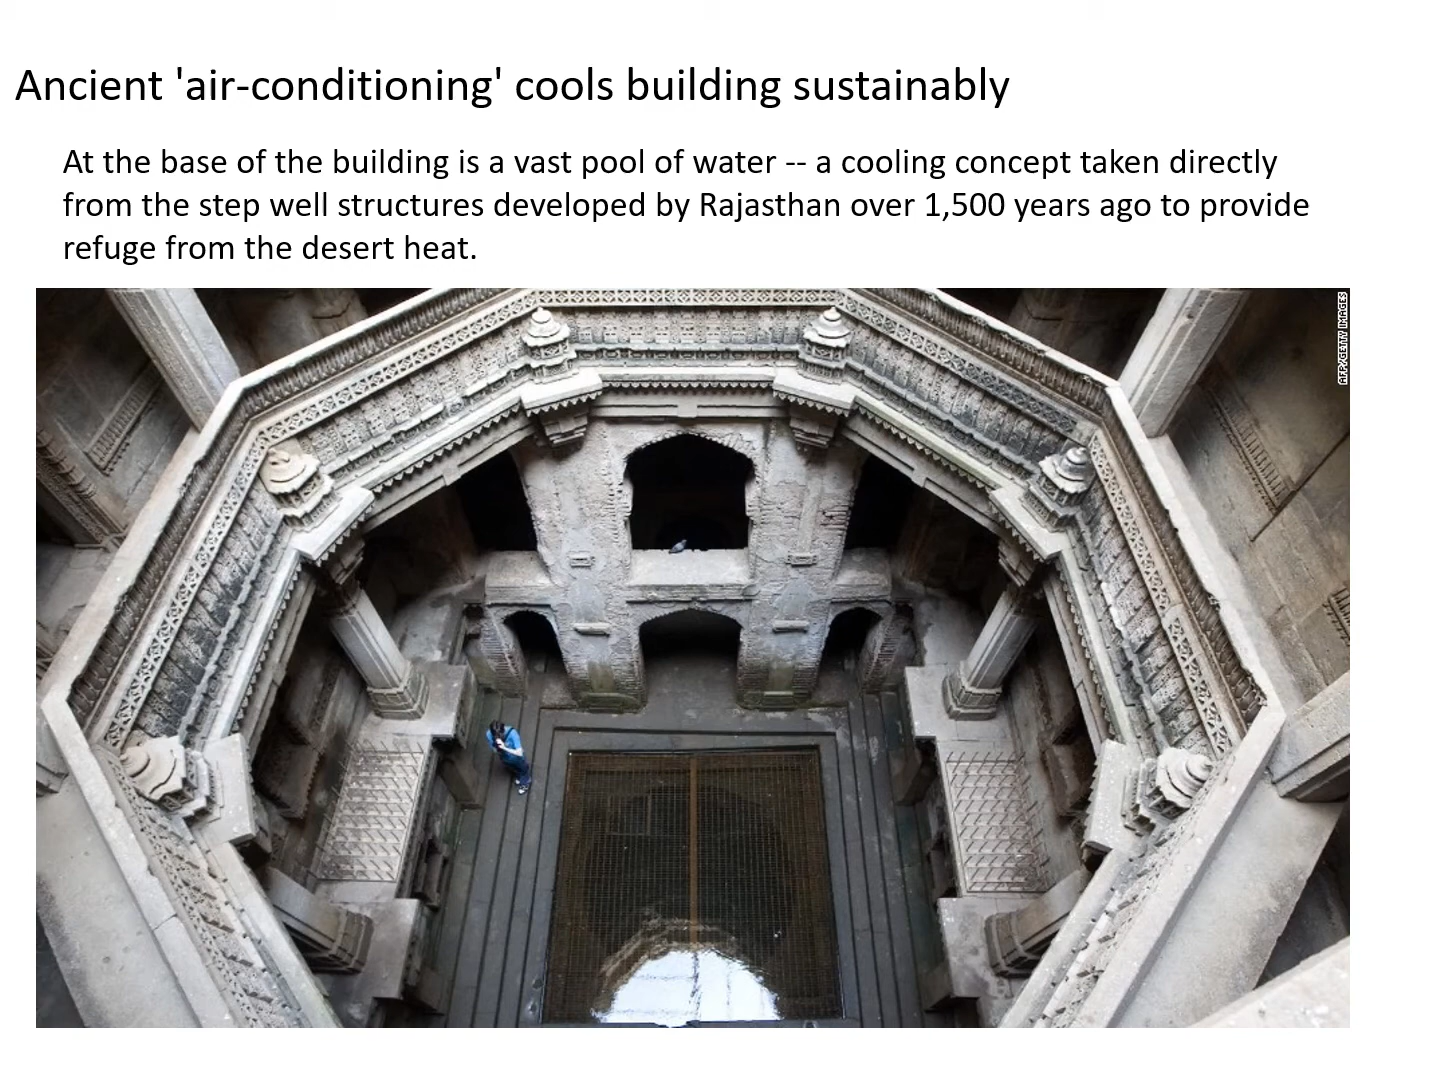 Ancient 'air-conditioning' cools building sustainably
At the base of the building is a vast pool of water -- a cooling concept taken directly
from the step well structures developed by Rajasthan over 1,500 years ago to provide
refuge from the desert heat.
AFP/GETTY IMAGES